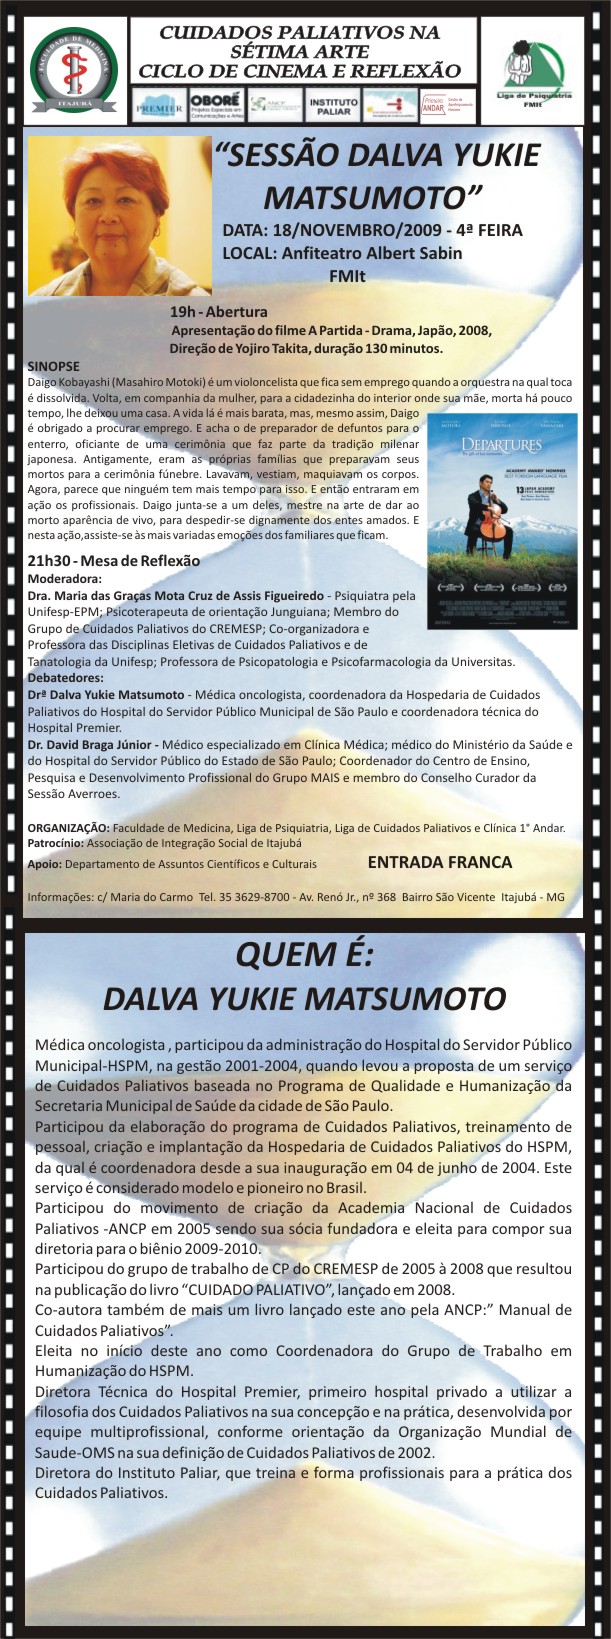 FACULDADE DE MEDICINA
ITAJUBÁ
CUIDADOS PALIATIVOS NA
SÉTIMA ARTE
CICLO DE CINEMA E REFLEXÃO
PREMIER
OBORÉ
Projetos Especiais em
Comunicações e Artes
ANCP
INSTITUTO
PALIAR
Primeiro
ANDAR
Liga de Psiquiatria
FMIt
“SESSÃO DALVA YUKIE
MATSUMOTO”
DATA: 18/NOVEMBRO/2009 - 4ª FEIRA
LOCAL: Anfiteatro Albert Sabin
FMIt
19h - Abertura
Apresentação do filme A Partida - Drama, Japão, 2008,
Direção de Yojiro Takita, duração 130 minutos.
SINOPSE
Daigo Kobayashi (Masahiro Motoki) é um violoncelista que fica sem emprego quando a orquestra na qual toca
é dissolvida. Volta, em companhia da mulher, para a cidadezinha do interior onde sua mãe, morta há pouco
tempo, lhe deixou uma casa. A vida lá é mais barata, mas, mesmo assim, Daigo
é obrigado a procurar emprego. E acha o de preparador de defuntos para o
enterro, oficiante de uma cerimônia que faz parte da tradição milenar
japonesa. Antigamente, eram as próprias famílias que preparavam seus
mortos para a cerimônia fúnebre. Lavavam, vestiam, maquiavam os corpos.
Agora, parece que ninguém tem mais tempo para isso. E então entraram em
ação os profissionais. Daigo junta-se a um deles, mestre na arte de dar ao
morto aparência de vivo, para despedir-se dignamente dos entes amados. E
nesta ação,assiste-se às mais variadas emoções dos familiares que ficam.
DEPARTURES
ACADEMY AWARD NOMINEE
BEST FOREIGN LANGUAGE FILM
13 JAPAN ACADEMY
21h30 - Mesa de Reflexão
Moderadora:
Dra. Maria das Graças Mota Cruz de Assis Figueiredo - Psiquiatra pela
Unifesp-EPM; Psicoterapeuta de orientação Junguiana; Membro do
Grupo de Cuidados Paliativos do CREMESP; Co-organizadora e
Professora das Disciplinas Eletivas de Cuidados Paliativos e de
Tanatologia da Unifesp; Professora de Psicopatologia e Psicofarmacologia da Universitas.
Debatedores:
Drª Dalva Yukie Matsumoto - Médica oncologista, coordenadora da Hospedaria de Cuidados
Paliativos do Hospital do Servidor Público Municipal de São Paulo e coordenadora técnica do
Hospital Premier.
Dr. David Braga Júnior - Médico especializado em Clínica Médica; médico do Ministério da Saúde e
do Hospital do Servidor Público do Estado de São Paulo; Coordenador do Centro de Ensino,
Pesquisa e Desenvolvimento Profissional do Grupo MAIS e membro do Conselho Curador da
Sessão Averroes.
ORGANIZAÇÃO: Faculdade de Medicina, Liga de Psiquiatria, Liga de Cuidados Paliativos e Clínica 1° Andar.
Patrocínio: Associação de Integração Social de Itajubá
Apoio: Departamento de Assuntos Científicos e Culturais ENTRADA FRANCA
Informações: c/ Maria do Carmo Tel. 35 3629-8700 - Av. Renó Jr., nº 368 Bairro São Vicente Itajubá - MG
QUEM É:
DALVA YUKIE MATSUMOTO
Médica oncologista , participou da administração do Hospital do Servidor Público
Municipal-HSPM, na gestão 2001-2004, quando levou a proposta de um serviço
de Cuidados Paliativos baseada no Programa de Qualidade e Humanização da
Secretaria Municipal de Saúde da cidade de São Paulo.
Participou da elaboração do programa de Cuidados Paliativos, treinamento de
pessoal, criação e implantação da Hospedaria de Cuidados Paliativos do HSPM,
da qual é coordenadora desde a sua inauguração em 04 de junho de 2004. Este
serviço é considerado modelo e pioneiro no Brasil.
Participou do movimento de criação da Academia Nacional de Cuidados
Paliativos -ANCP em 2005 sendo sua sócia fundadora e eleita para compor sua
diretoria para o biênio 2009-2010.
Participou do grupo de trabalho de CP do CREMESP de 2005 à 2008 que resultou
na publicação do livro “CUIDADO PALIATIVO”, lançado em 2008.
Co-autora também de mais um livro lançado este ano pela ANCP:” Manual de
Cuidados Paliativos”.
Eleita no início deste ano como Coordenadora do Grupo de Trabalho em
Humanização do HSPM.
Diretora Técnica do Hospital Premier, primeiro hospital privado a utilizar a
filosofia dos Cuidados Paliativos na sua concepção e na prática, desenvolvida por
equipe multiprofissional, conforme orientação da Organização Mundial de
Saude-OMS na sua definição de Cuidados Paliativos de 2002.
Diretora do Instituto Paliar, que treina e forma profissionais para a prática dos
Cuidados Paliativos.